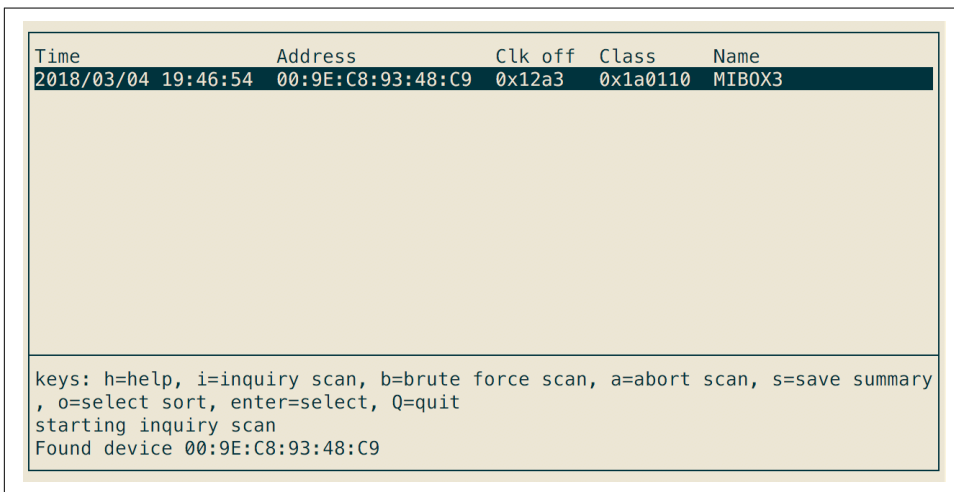 Time Address Clk off Class Name
2018/03/04 19:46:54 00:9E:C8:93:48:C9 0x12a3 0x1a0110 MIBOX3
keys: h=help, i=inquiry scan, b=brute force scan, a=abort scan, s=save summary
, o=select sort, enter=select, Q=quit
starting inquiry scan
Found device 00:9E:C8:93:48:C9